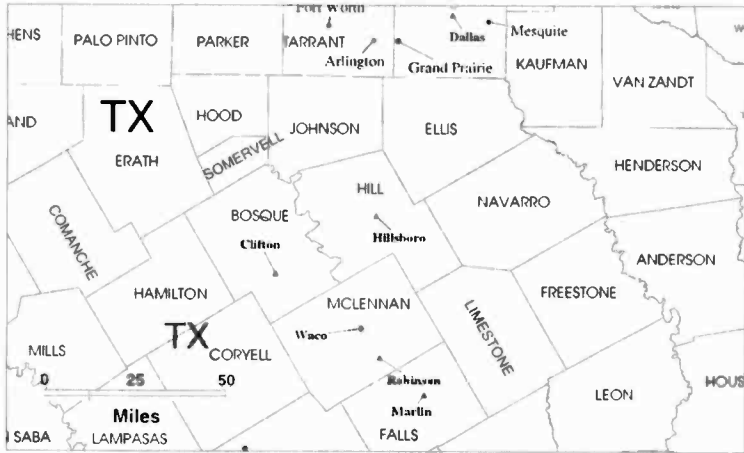 Fort Worth
HENS
PALO PINTO
PARKER
TARRANT
Dallas
Mesquite
Arlington
Grand Prairie
KAUFMAN
VAN ZANDT
TX
AND
HOOD
JOHNSON
ELLIS
ERATH
SOMERVELL
HENDERSON
COMANCHE
BOSQUE
HILL
NAVARRO
Clifton
Hillsboro
ANDERSON
HAMILTON
MCLENNAN
LIMESTONE
FREESTONE
TX
CORYELL
Waco
MILLS
0 25 50
Robinson
HOUS
LEON
Marlin
Miles
N SABA
LAMPASAS
FALLS